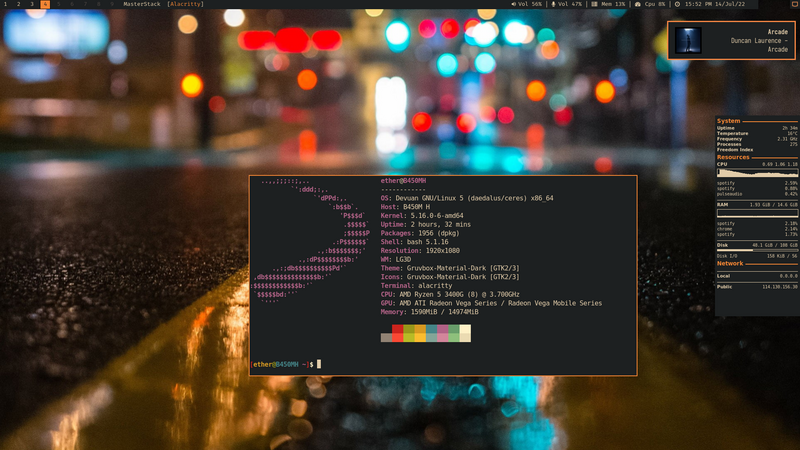 1 2 3 4 5 6 7 8 MasterStack [Alacritty] Vol 56% | Vol 47% | Mem 13% | Cpu 8% | 15:52 PM 14/Jul/22
Arcade
Duncan Laurence -
Arcade
System
Uptime 2h 34m
Temperature 16°C
Frequency 2.31 GHz
Processes 275
Freedom Index
Resources
CPU 0.69 1.06 1.18
spotify 2.59%
spotify 0.88%
pulseaudio 0.42%
RAM 1.93 GiB / 14.6 GiB
spotify 2.18%
chrome 2.14%
spotify 1.73%
Disk 48.1 GiB / 108 GiB
Disk I/O 158 KiB / 56
Network
Local 0.0.0.0
Public 114.130.156.38
ether@B450MH
------------
OS: Devuan GNU/Linux 5 (daedalus/ceres) x86_64
Host: B450M H
Kernel: 5.16.0-6-amd64
Uptime: 2 hours, 32 mins
Packages: 1956 (dpkg)
Shell: bash 5.1.16
Resolution: 1920x1080
WM: LG3D
Theme: Gruvbox-Material-Dark [GTK2/3]
Icons: Gruvbox-Material-Dark [GTK2/3]
Terminal: alacritty
CPU: AMD Ryzen 5 3400G (8) @ 3.700GHz
GPU: AMD ATI Radeon Vega Series / Radeon Vega Mobile Series
Memory: 1590MiB / 14974MiB
[ether@B450MH ~]$